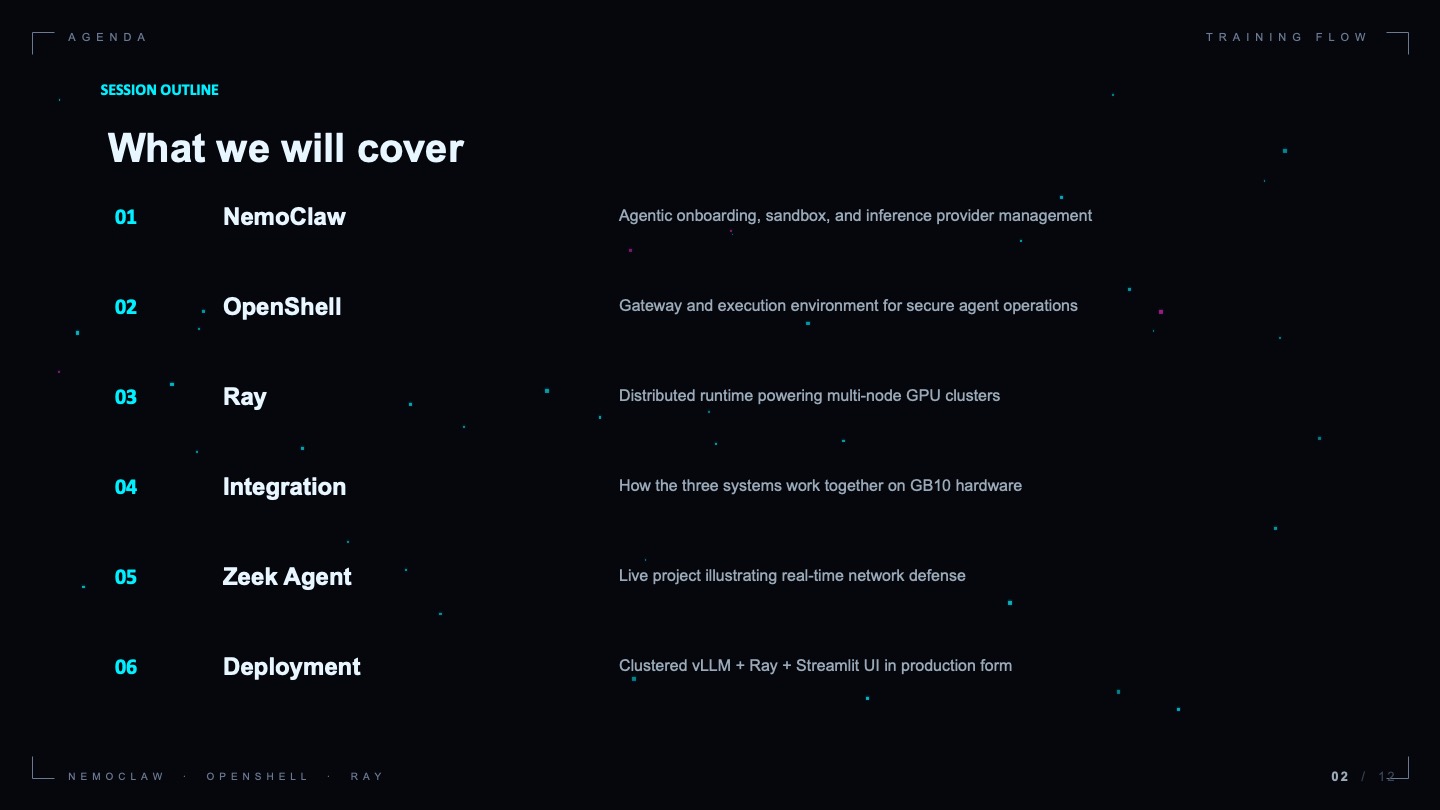 AGENDA
TRAINING FLOW
SESSION OUTLINE
What we will cover
01 NemoClaw Agentic onboarding, sandbox, and inference provider management
02 OpenShell Gateway and execution environment for secure agent operations
03 Ray Distributed runtime powering multi-node GPU clusters
04 Integration How the three systems work together on GB10 hardware
05 Zeek Agent Live project illustrating real-time network defense
06 Deployment Clustered vLLM + Ray + Streamlit UI in production form
NEMOCLAW · OPENSHELL · RAY
02 / 12